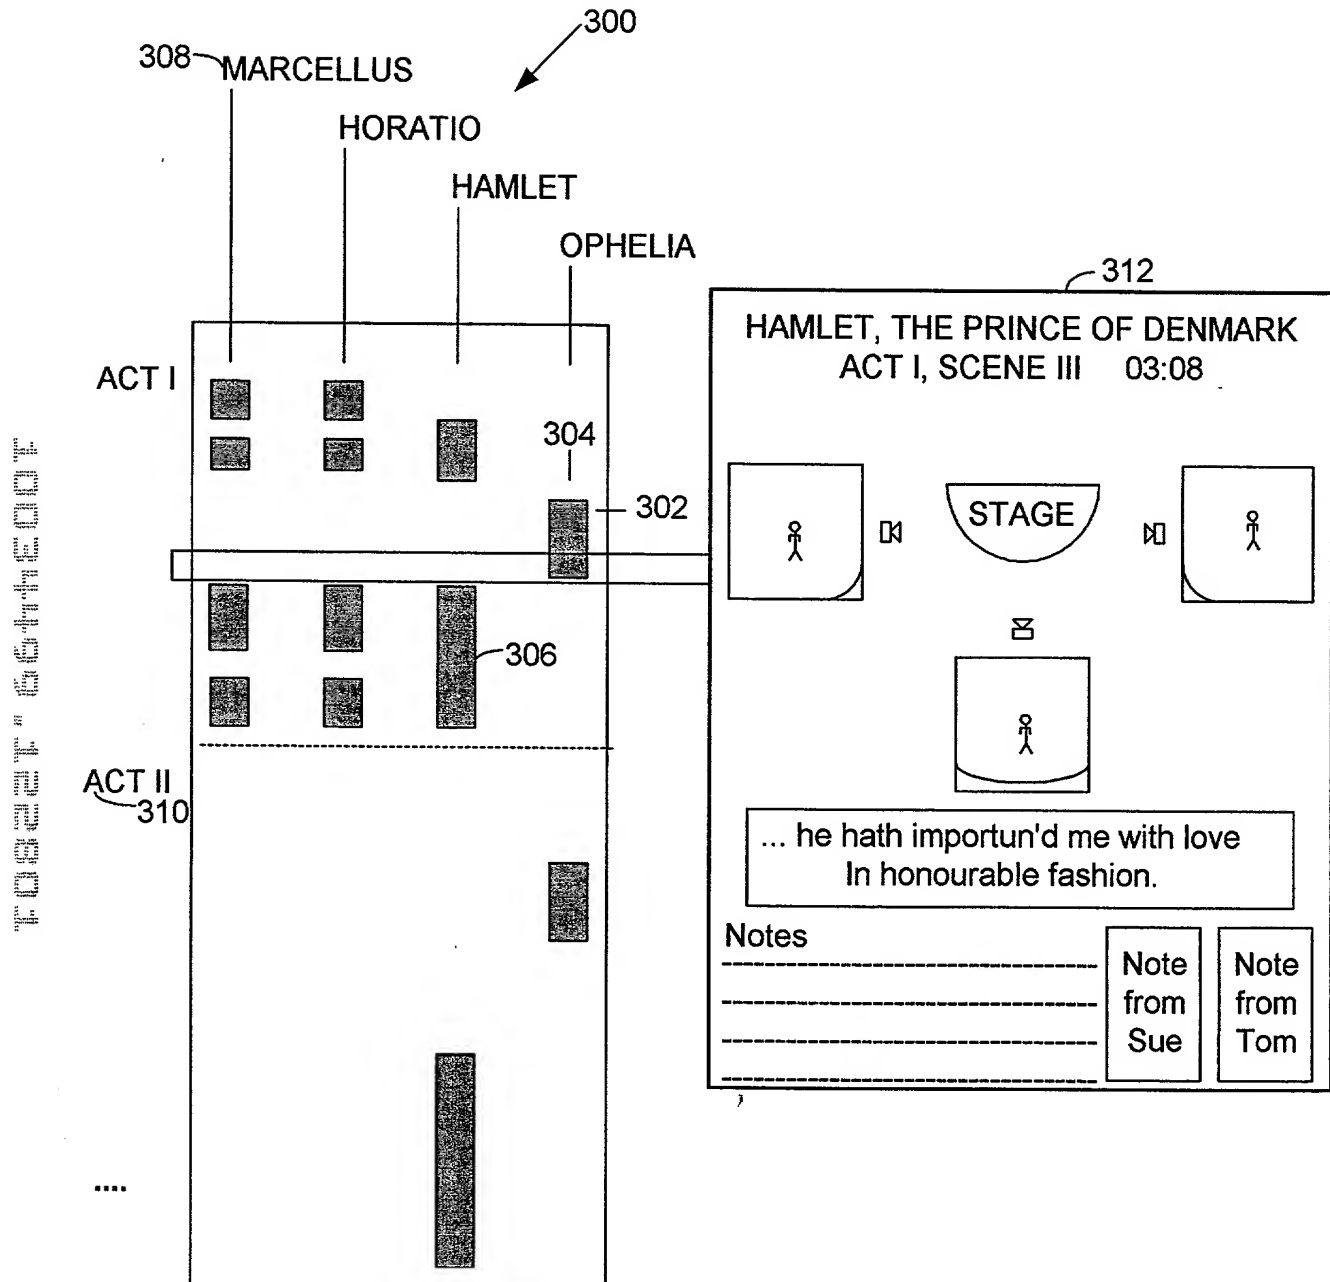 300
308 MARCELLUS
HORATIO
HAMLET
OPHELIA
312
HAMLET, THE PRINCE OF DENMARK
ACT I, SCENE III 03:08
ACT I
304
STAGE
302
306
ACT II
310
... he hath importun'd me with love
In honourable fashion.
Notes
Note
from
Sue
Note
from
Tom
....
10034699.122801